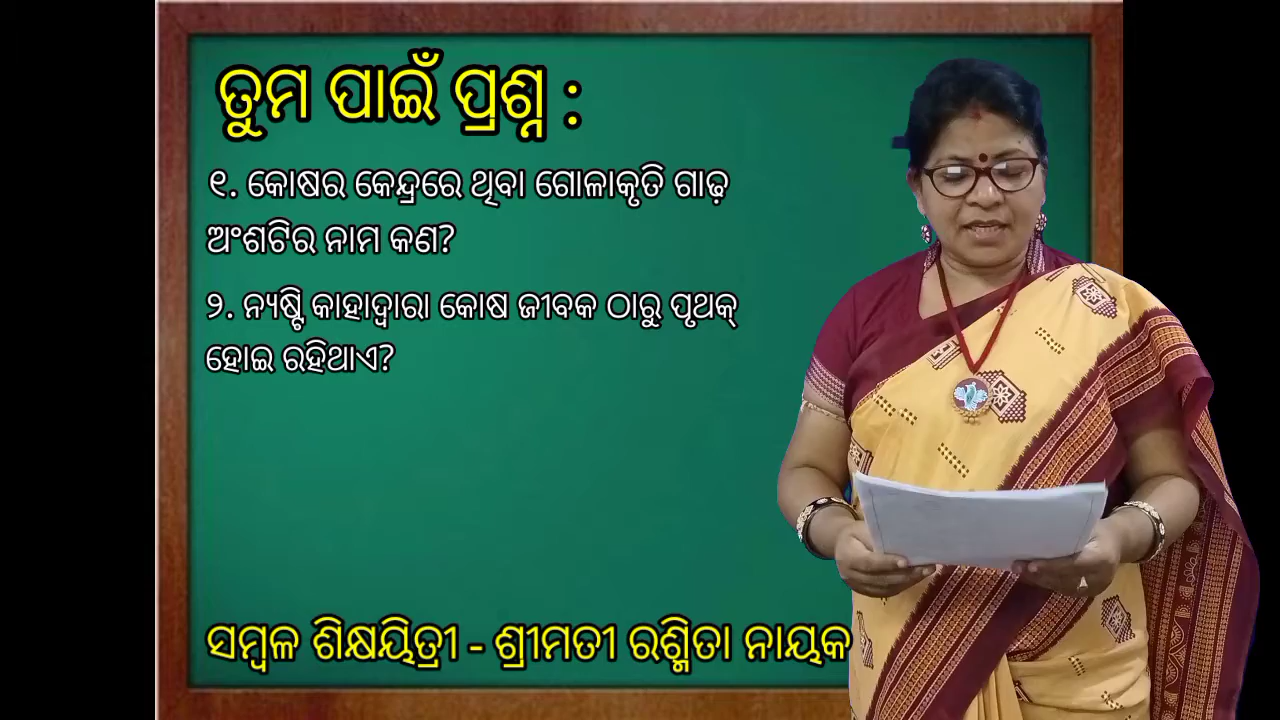 ତୁମ ପାଇଁ ପ୍ରଶ୍ନ :
୧. କୋଷର କେନ୍ଦ୍ରରେ ଥିବା ଗୋଳାକୃତି ଗାଢ଼
ଅଂଶଟିର ନାମ କଣ?
୨. ନ୍ୟଷ୍ଟି କାହାଦ୍ୱାରା କୋଷ ଜୀବକ ଠାରୁ ପୃଥକ୍
ହୋଇ ରହିଥାଏ?
ସମ୍ବଳ ଶିକ୍ଷୟିତ୍ରୀ - ଶ୍ରୀମତୀ ରଶ୍ମିତା ନାୟକ